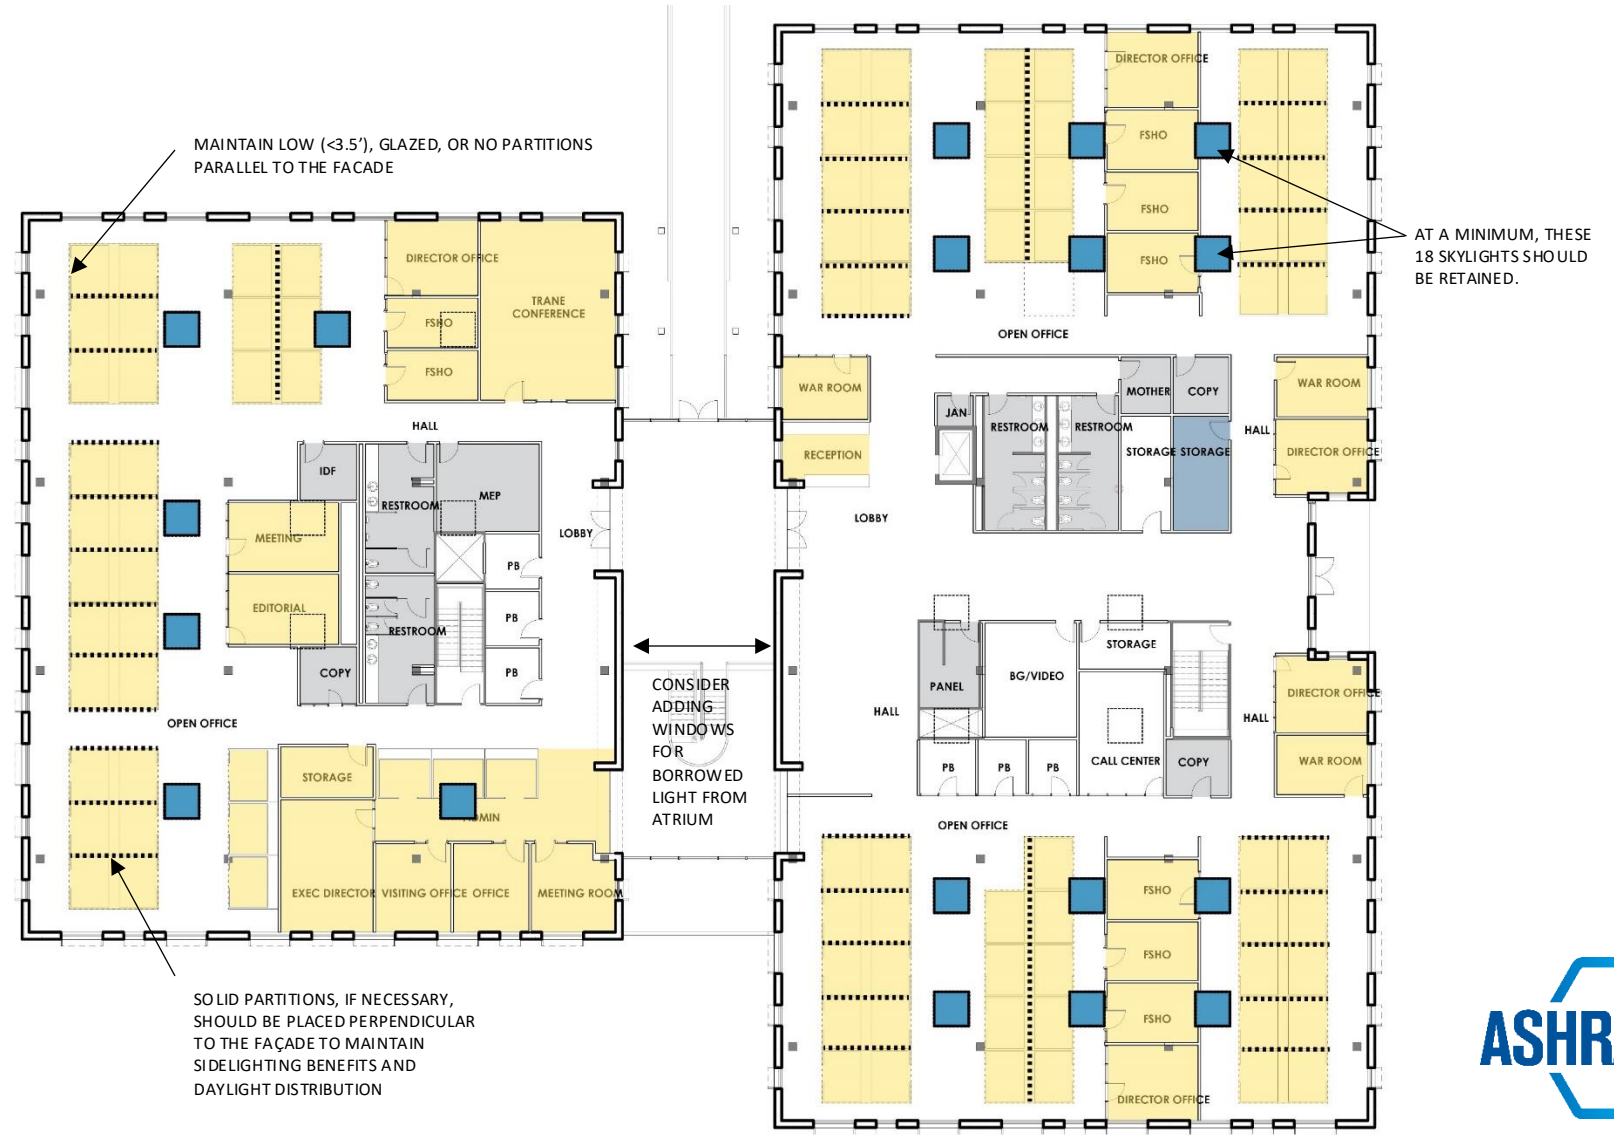 DIRECTOR OFFICE
FSHO
FSHO
FSHO
MAINTAIN LOW (<3.5’), GLAZED, OR NO PARTITIONS
PARALLEL TO THE FACADE
AT A MINIMUM, THESE
18 SKYLIGHTS SHOULD
BE RETAINED.
DIRECTOR OFFICE
TRANE
CONFERENCE
FSHO
FSHO
OPEN OFFICE
WAR ROOM
MOTHER
COPY
WAR ROOM
JAN
HALL
RESTROOM
RESTROOM
HALL
RECEPTION
STORAGE
STORAGE
DIRECTOR OFFICE
IDF
RESTROOM
MEP
LOBBY
LOBBY
MEETING
PB
EDITORIAL
PB
RESTROOM
COPY
PB
STORAGE
PANEL
BG/VIDEO
DIRECTOR OFFICE
CONSIDER
ADDING
WINDOWS
FOR
BORROWED
LIGHT FROM
ATRIUM
OPEN OFFICE
HALL
HALL
STORAGE
PB
PB
PB
CALL CENTER
COPY
WAR ROOM
ADMIN
OPEN OFFICE
EXEC DIRECTOR
VISITING OFFICE
OFFICE
MEETING ROOM
FSHO
FSHO
FSHO
DIRECTOR OFFICE
SOLID PARTITIONS, IF NECESSARY,
SHOULD BE PLACED PERPENDICULAR
TO THE FAÇADE TO MAINTAIN
SIDELIGHTING BENEFITS AND
DAYLIGHT DISTRIBUTION
ASHRA